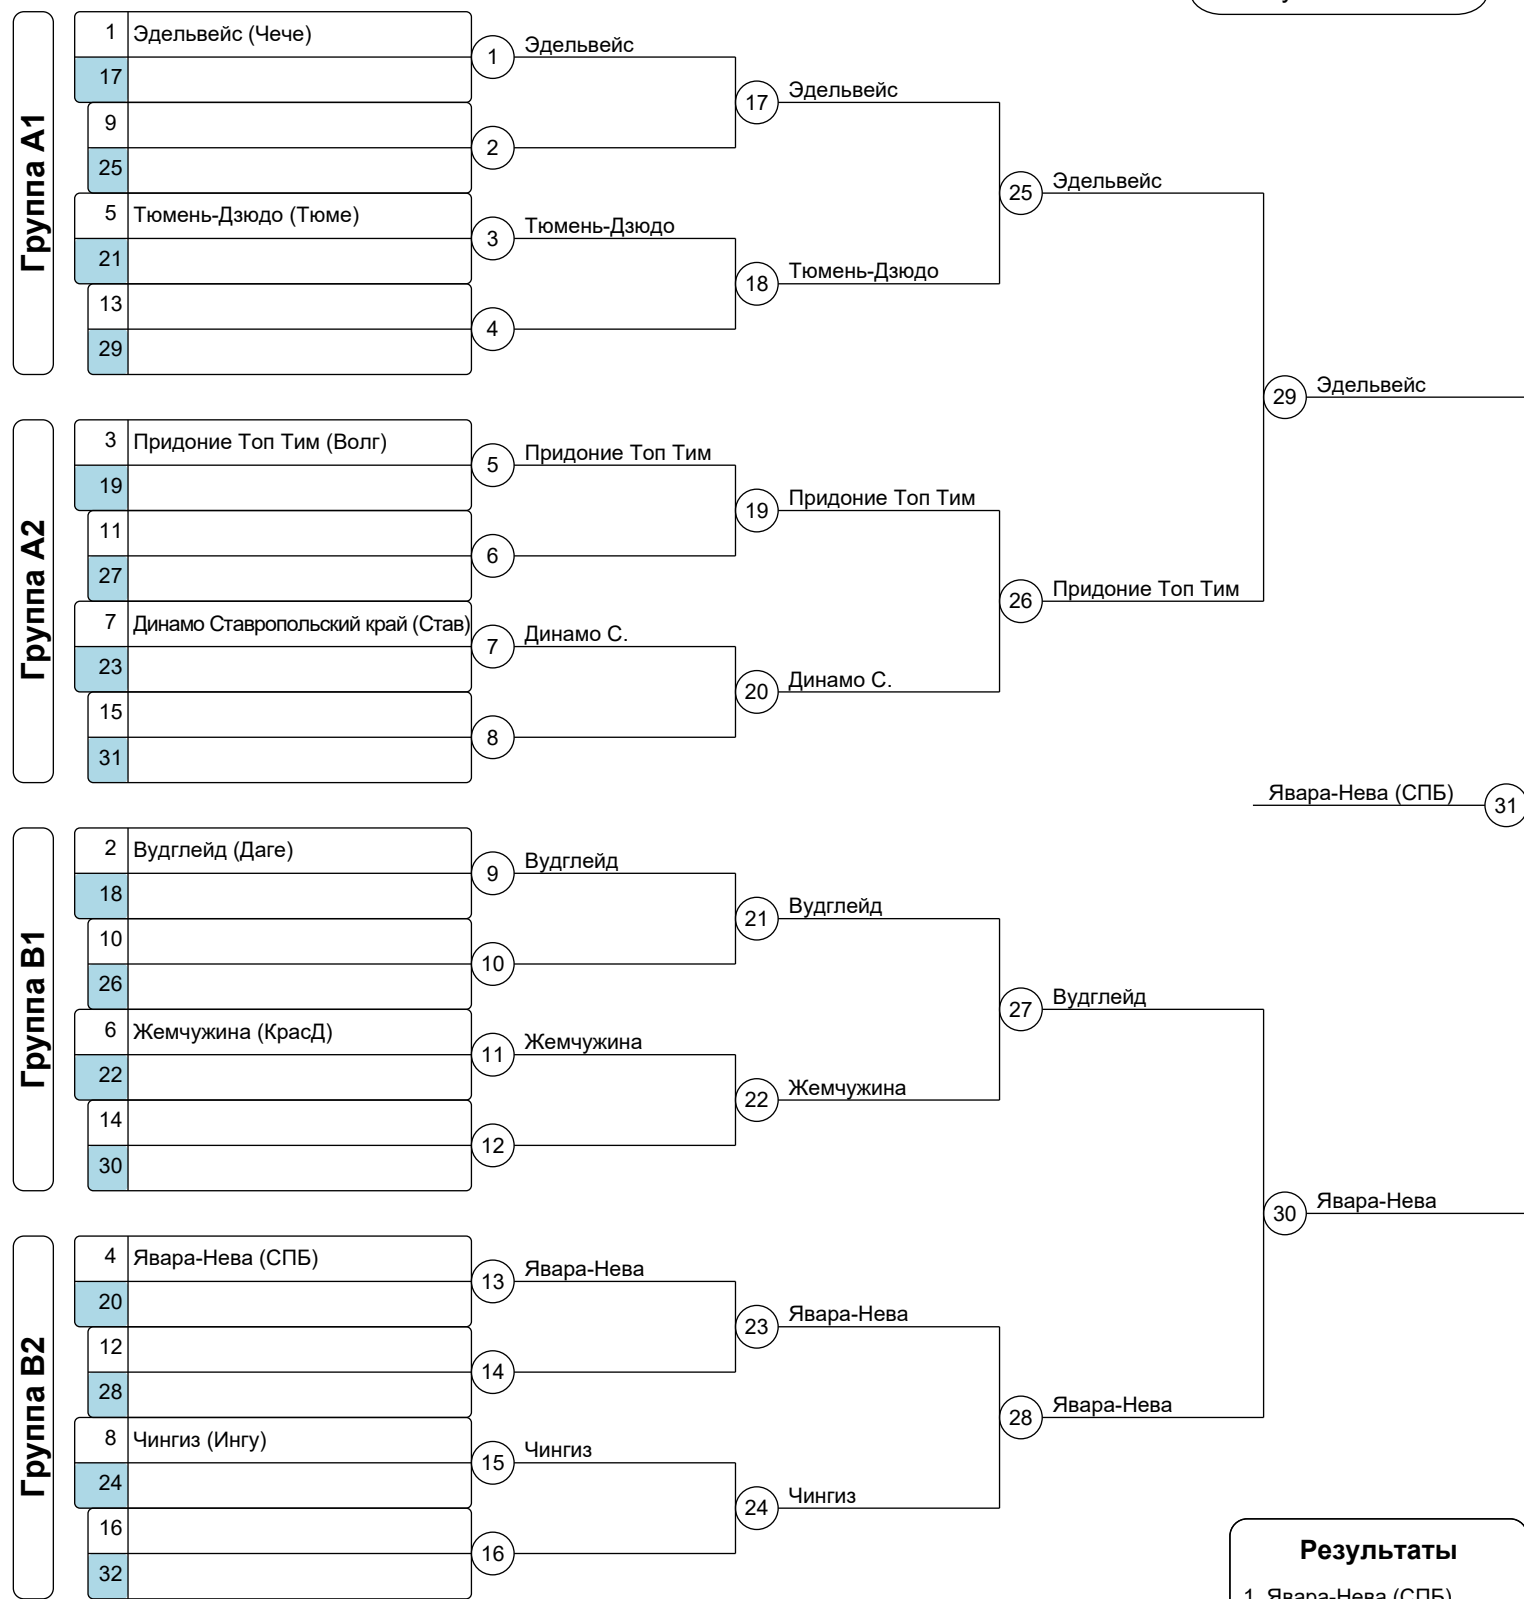 Группа A1
1 Эдельвейс (Чече)
17
9
25
5 Тюмень-Дзюдо (Тюме)
21
13
29
1 Эдельвейс
2
3 Тюмень-Дзюдо
4
17 Эдельвейс
18 Тюмень-Дзюдо
25 Эдельвейс
Группа A2
3 Придоние Топ Тим (Волг)
19
11
27
7 Динамо Ставропольский край (Став)
23
15
31
5 Придоние Топ Тим
6
7 Динамо С.
8
19 Придоние Топ Тим
20 Динамо С.
26 Придоние Топ Тим
29 Эдельвейс
Явара-Нева (СПБ) 31
Группа B1
2 Вудглейд (Даге)
18
10
26
6 Жемчужина (КрасД)
22
14
30
9 Вудглейд
10
11 Жемчужина
12
21 Вудглейд
22 Жемчужина
27 Вудглейд
Группа B2
4 Явара-Нева (СПБ)
20
12
28
8 Чингиз (Ингу)
24
16
32
13 Явара-Нева
14
15 Чингиз
16
23 Явара-Нева
24 Чингиз
28 Явара-Нева
30 Явара-Нева
Результаты
1 Явара-Нева (СПБ)